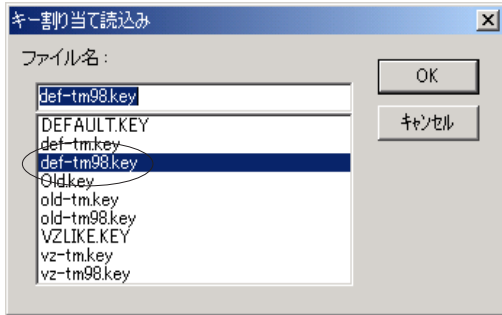 キー割り当て読込み
ファイル名：
def-tm98.key
OK
キャンセル
DEFAULT.KEY
def-tm.key
def-tm98.key
Old.key
old-tm.key
old-tm98.key
VZLIKE.KEY
vz-tm.key
vz-tm98.key